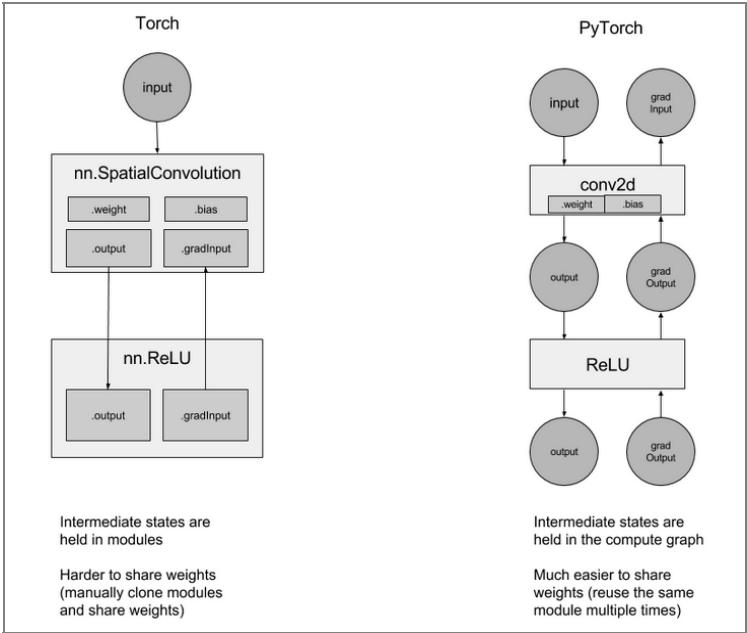 Torch
input
nn.SpatialConvolution
.weight
.bias
.output
.gradInput
nn.ReLU
.output
.gradInput
Intermediate states are
held in modules
Harder to share weights
(manually clone modules
and share weights)
PyTorch
input
grad
Input
conv2d
.weight
.bias
output
grad
Output
ReLU
output
grad
Output
Intermediate states are
held in the compute graph
Much easier to share
weights (reuse the same
module multiple times)